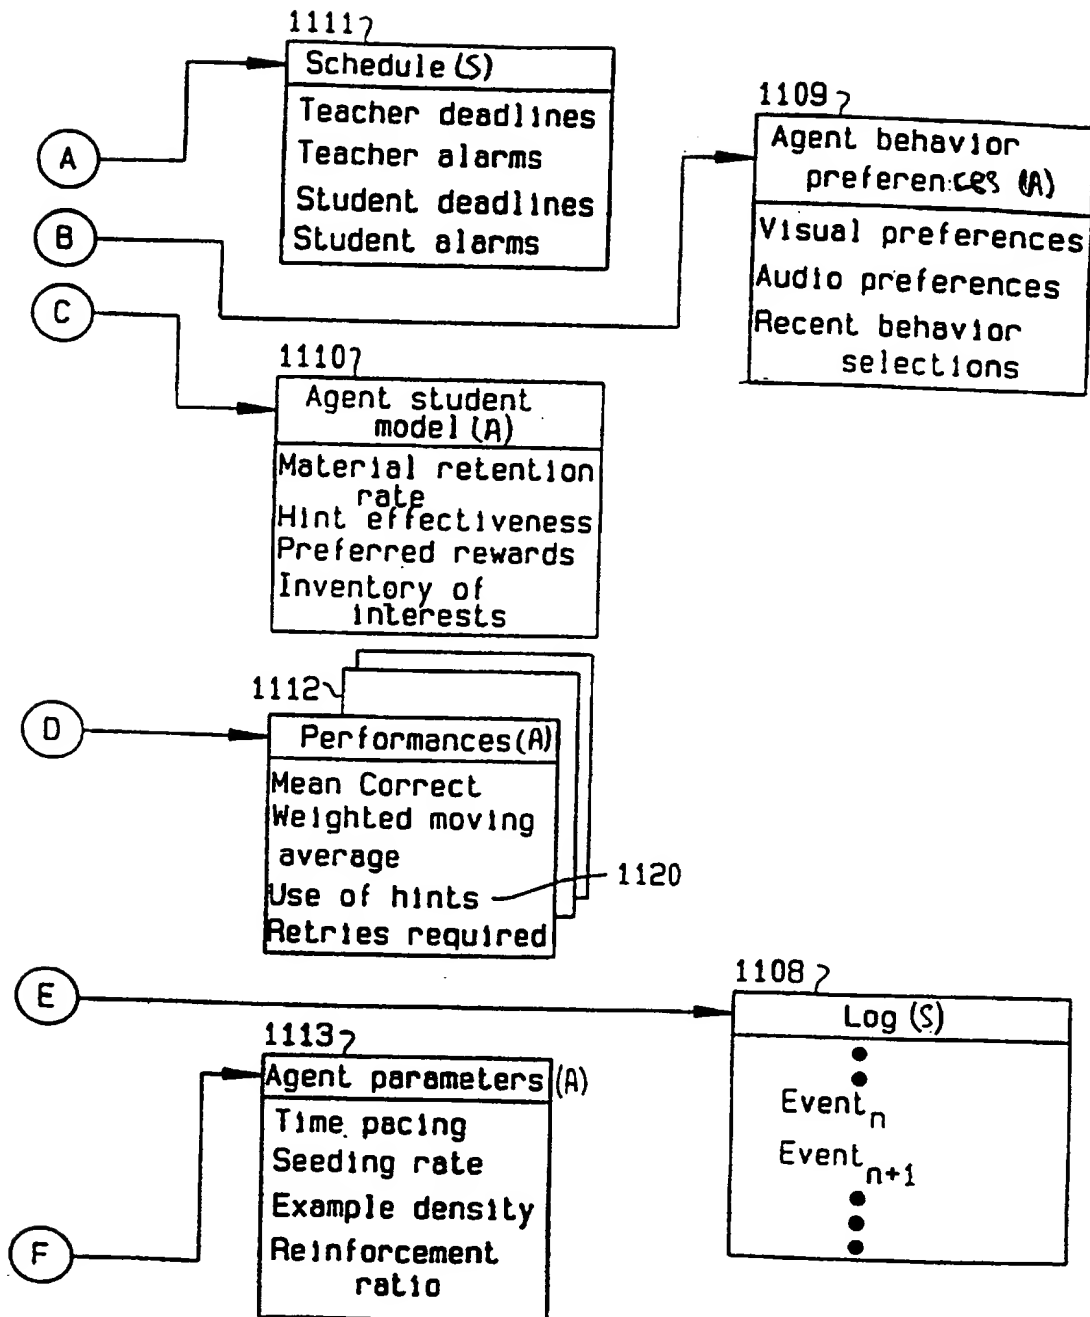 1111
Schedule (S)
Teacher deadlines
Teacher alarms
Student deadlines
Student alarms
A
B
C
1109
Agent behavior
preferences (A)
Visual preferences
Audio preferences
Recent behavior
selections
1110
Agent student
model (A)
Material retention
rate
Hint effectiveness
Preferred rewards
Inventory of
interests
1112
D
Performances (A)
Mean Correct
Weighted moving
average
Use of hints
1120
Retries required
E
1108
Log (S)
Event n
Event n+1
1113
Agent parameters (A)
Time pacing
Seeding rate
Example density
Reinforcement
ratio
F